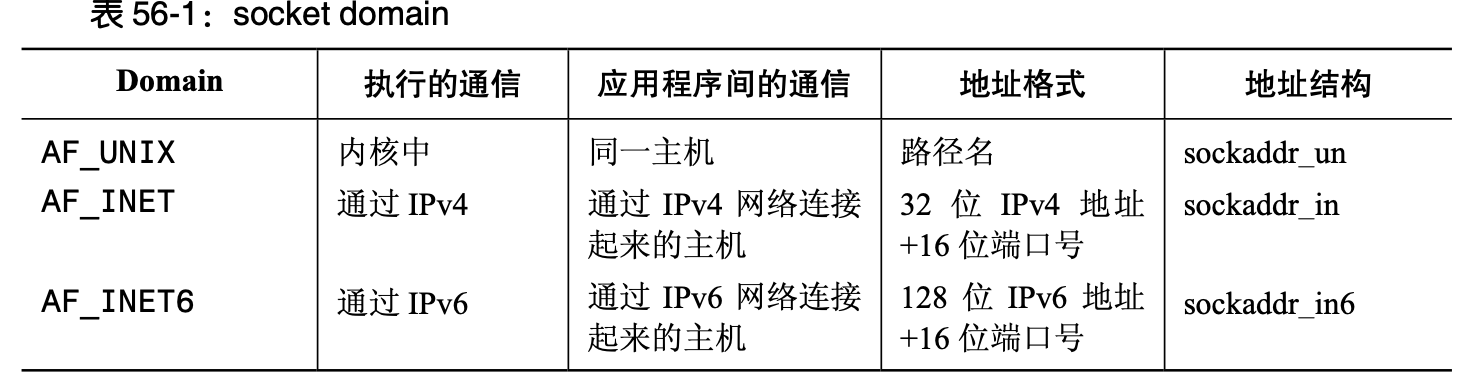 表 56-1：socket domain
Domain 执行的通信 应用程序间的通信 地址格式 地址结构
AF_UNIX 内核中 同一主机 路径名 sockaddr_un
AF_INET 通过 IPv4 通过 IPv4 网络连接 32 位 IPv4 地址 sockaddr_in
起来的主机 +16 位端口号
AF_INET6 通过 IPv6 通过 IPv6 网络连接 128 位 IPv6 地址 sockaddr_in6
起来的主机 +16 位端口号